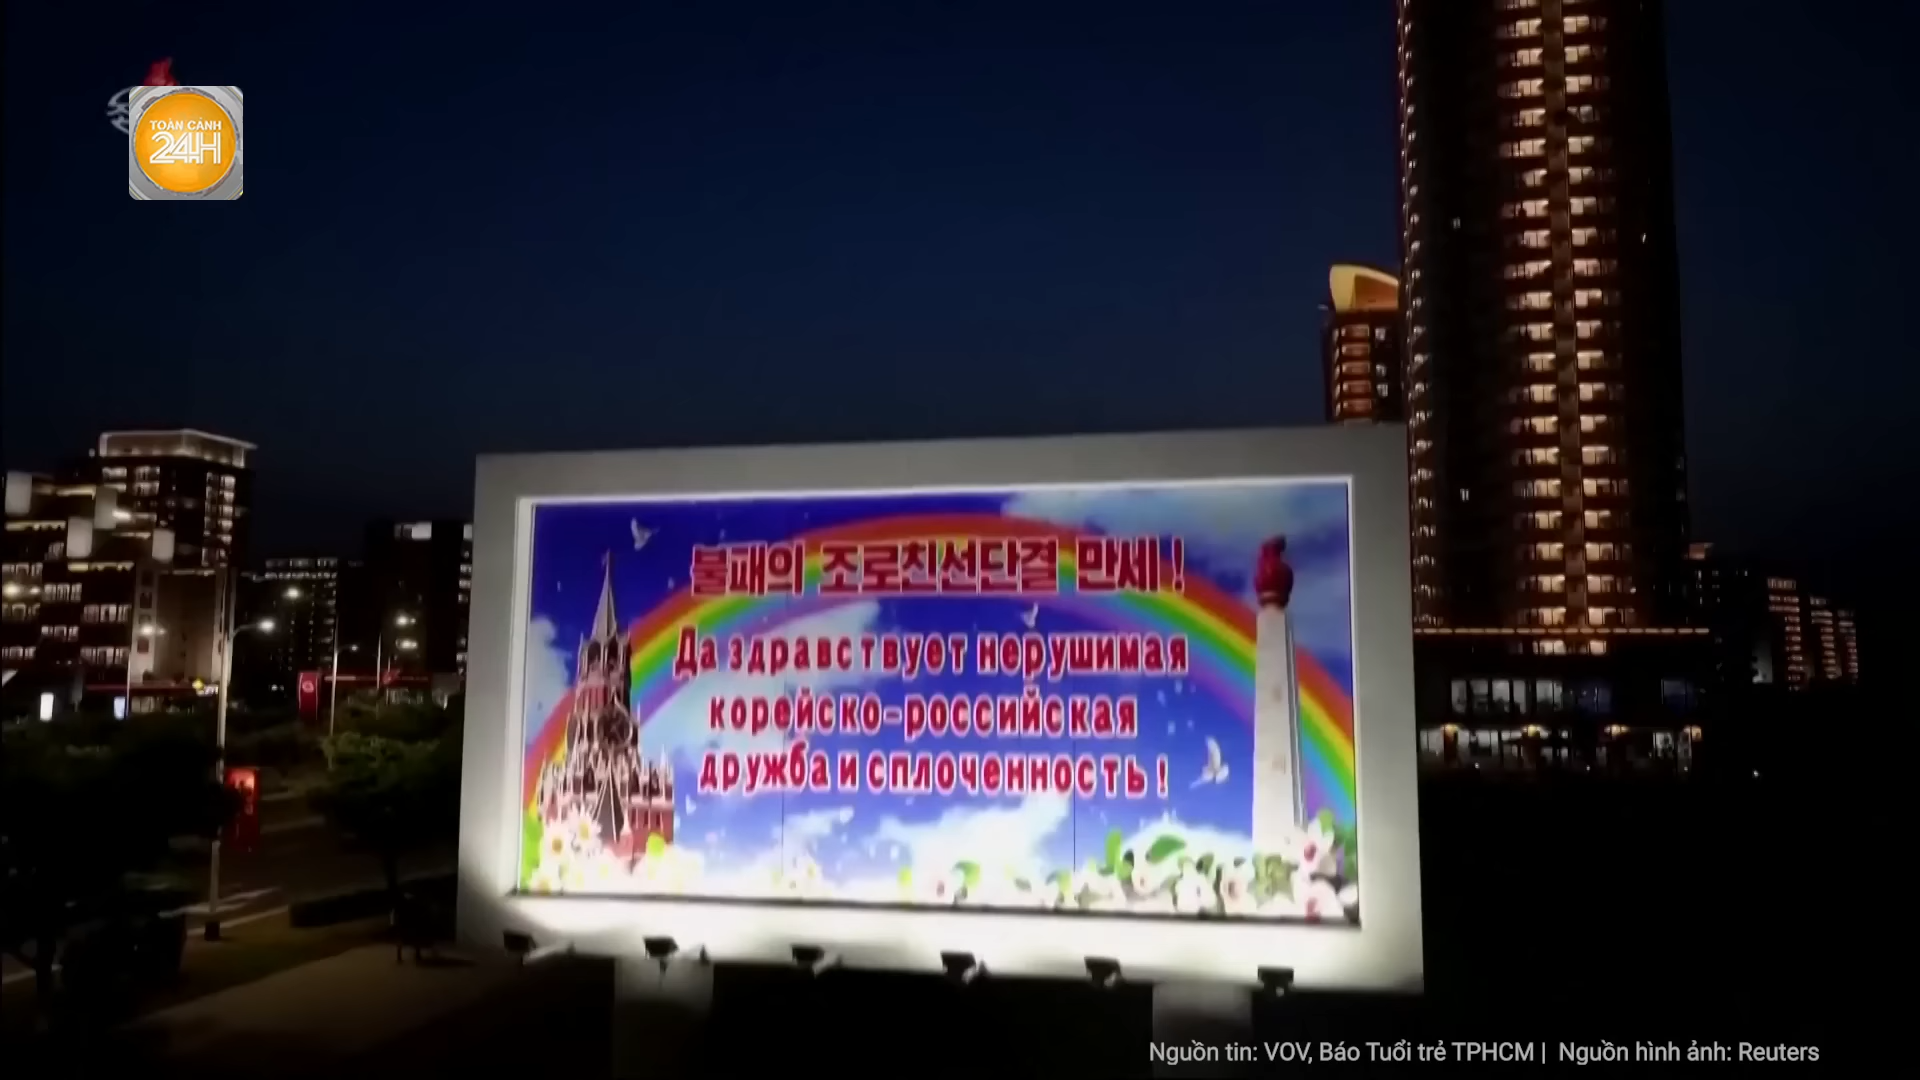 TOÀN CẢNH
24H
불패의 조로친선단결 만세!
Да здравствует нерушимая
корейско-российская
дружба и сплоченность!
Nguồn tin: VOV, Báo Tuổi trẻ TPHCM | Nguồn hình ảnh: Reuters